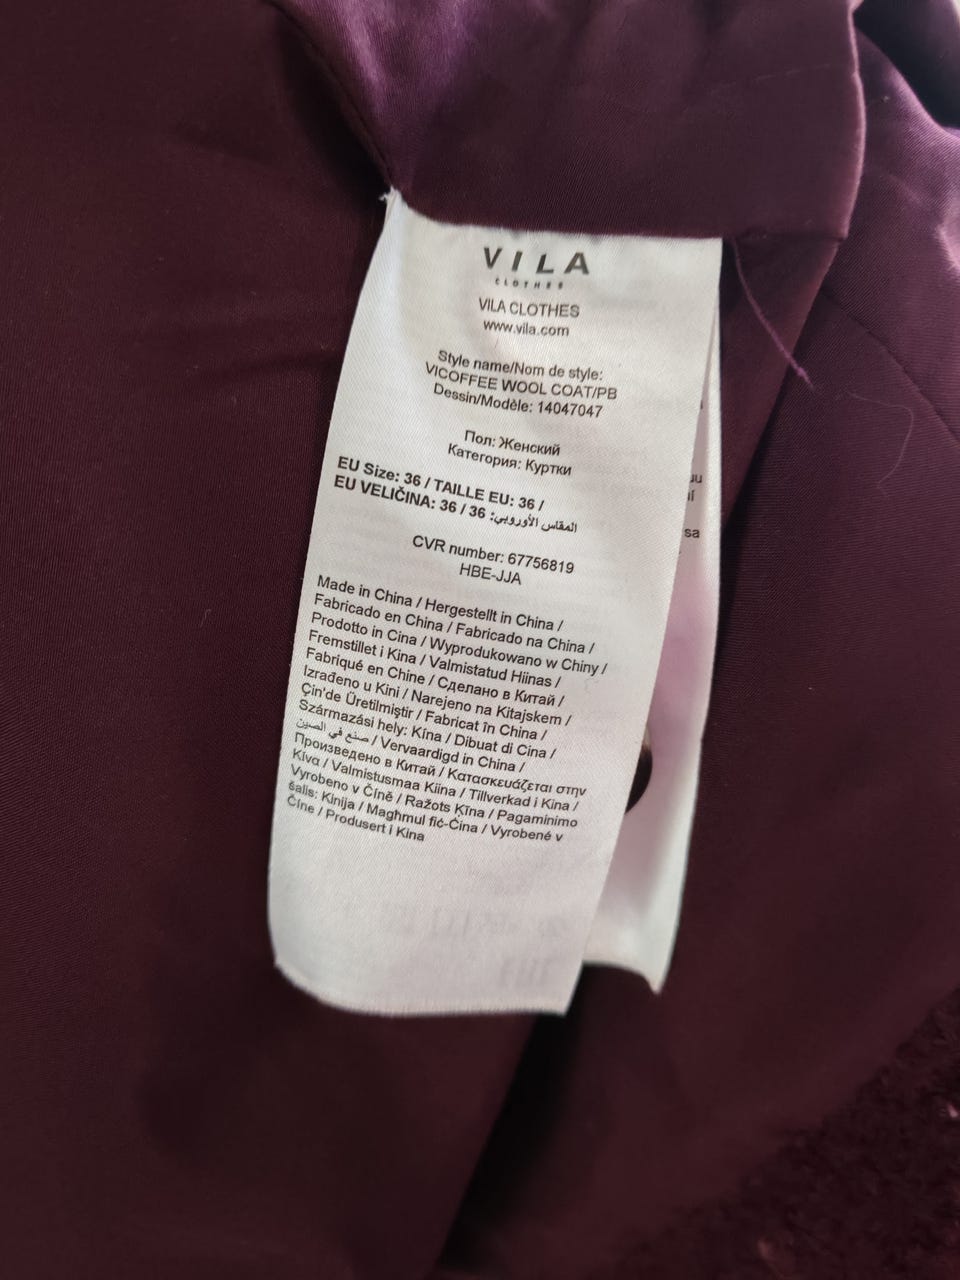 VILA
CLOTHES
VILA CLOTHES
www.vila.com
Style name/Nom de style:
VICOFFEE WOOL COAT/PB
Dessin/Modèle: 14047047
Пол: Женский
Категория: Куртки
EU Size: 36 / TAILLE EU: 36 /
EU VELIČINA: 36 / 36 :المقاس الأوروبي
CVR number: 67756819
HBE-JJA
Made in China / Hergestellt in China /
Fabricado en China / Fabricado na China /
Prodotto in Cina / Wyprodukowano w Chiny /
Fremstillet i Kina / Valmistatud Hiinas /
Fabriqué en Chine / Сделано в Китай /
Izrađeno u Kini / Narejeno na Kitajskem /
Çin'de Üretilmiştir / Fabricat în China /
Származási hely: Kína / Dibuat di Cina /
صنع في الصين / Vervaardigd in China /
Произведено в Китай / Κατασκευάζεται στην
Κίνα / Valmistusmaa Kiina / Tillverkad i Kina /
Vyrobeno v Číně / Ražots Ķīna / Pagaminimo
šalis: Kinija / Magħmul fiċ-Ċina / Vyrobené v
Číne / Produsert i Kina
sa